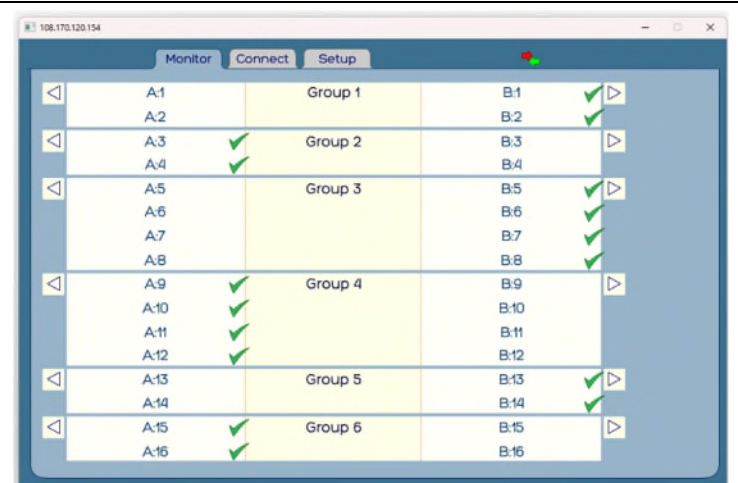 108.170.120.154
Monitor Connect Setup
A:1 Group 1 B:1
A:2 B:2
A:3 Group 2 B:3
A:4 B:4
A:5 Group 3 B:5
A:6 B:6
A:7 B:7
A:8 B:8
A:9 Group 4 B:9
A:10 B:10
A:11 B:11
A:12 B:12
A:13 Group 5 B:13
A:14 B:14
A:15 Group 6 B:15
A:16 B:16